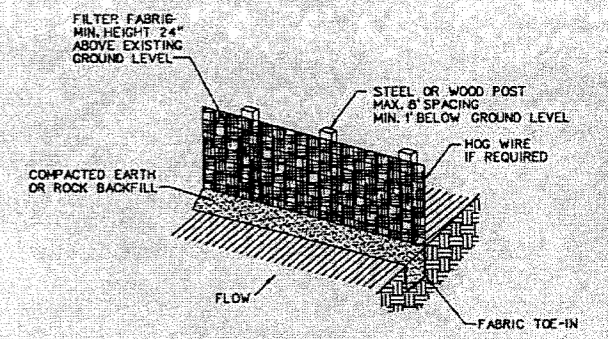 FILTER FABRIC-
MIN. HEIGHT 24"
ABOVE EXISTING
GROUND LEVEL
STEEL OR WOOD POST
MAX. 8' SPACING
MIN. 1' BELOW GROUND LEVEL
HOG WIRE
IF REQUIRED
COMPACTED EARTH
OR ROCK BACKFILL
FLOW
FABRIC TOE-IN